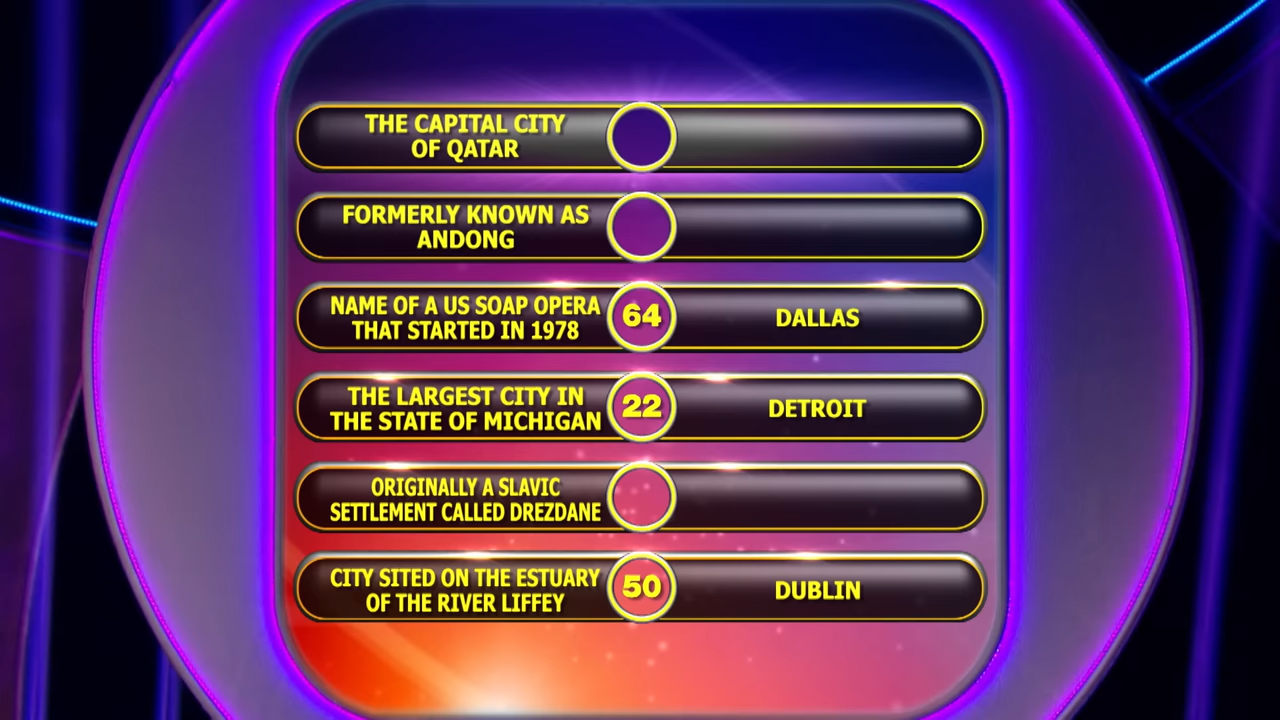 THE CAPITAL CITY
OF QATAR
FORMERLY KNOWN AS
ANDONG
NAME OF A US SOAP OPERA
THAT STARTED IN 1978
64
DALLAS
THE LARGEST CITY IN
THE STATE OF MICHIGAN
22
DETROIT
ORIGINALLY A SLAVIC
SETTLEMENT CALLED DREZDANE
CITY SITED ON THE ESTUARY
OF THE RIVER LIFFEY
50
DUBLIN